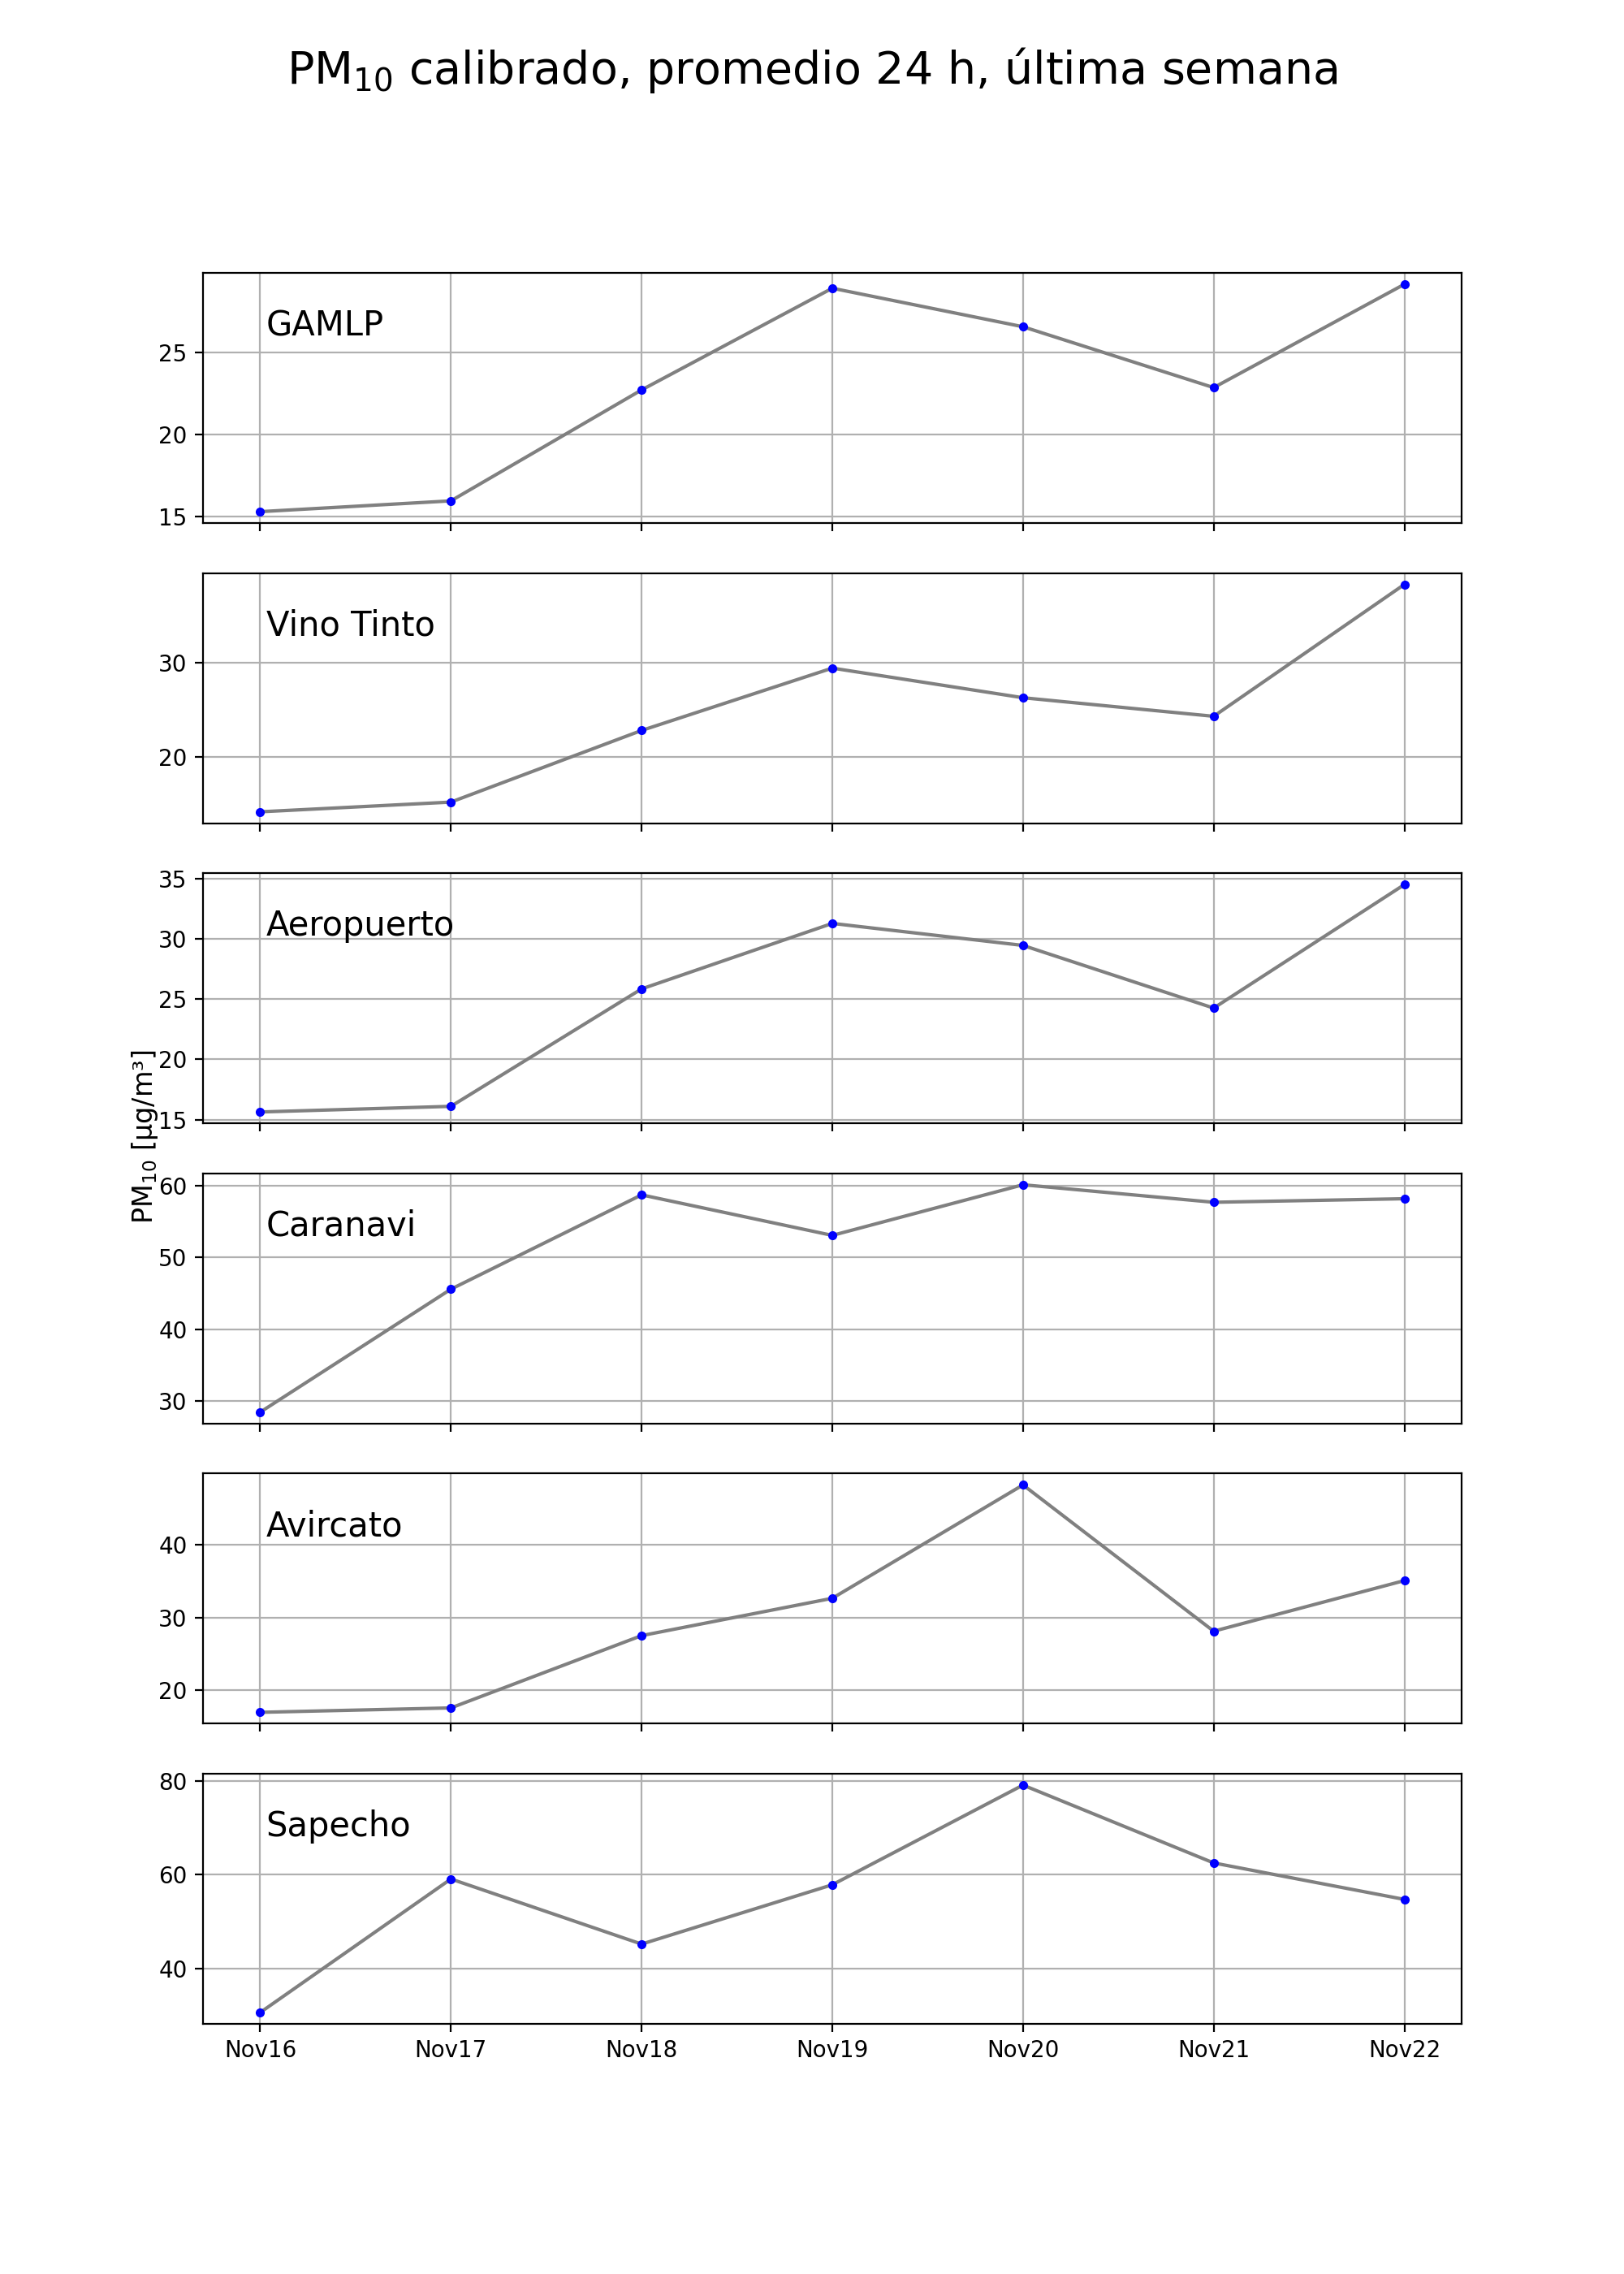 PM₁₀ calibrado, promedio 24 h, última semana
GAMLP
25
20
15
Vino Tinto
30
20
Aeropuerto
35
30
25
20
15
PM₁₀ [µg/m³]
Caranavi
60
50
40
30
Avircato
40
30
20
Sapecho
80
60
40
Nov16 Nov17 Nov18 Nov19 Nov20 Nov21 Nov22